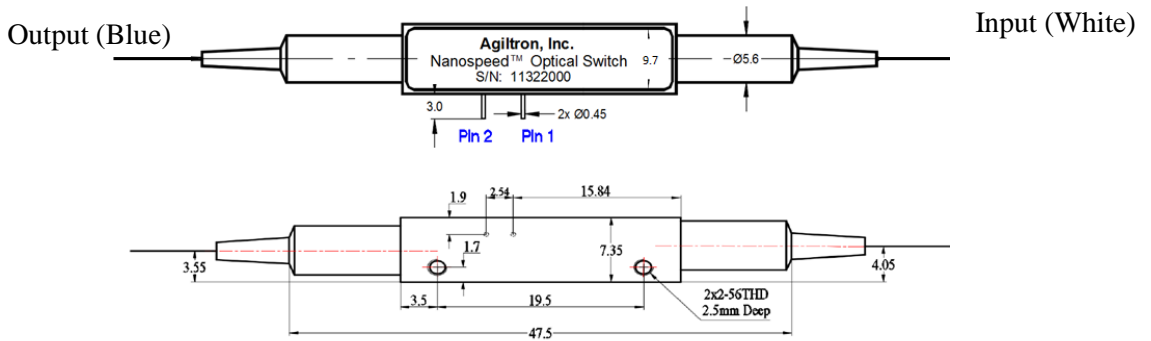 Output (Blue)
Input (White)
Agiltron, Inc.
Nanospeed™ Optical Switch
S/N: 11322000
9.7
Ø5.6
3.0
2x Ø0.45
Pin 2
Pin 1
1.9
2.54
15.84
3.55
1.7
7.35
4.05
3.5
19.5
2x2-56THD
2.5mm Deep
47.5